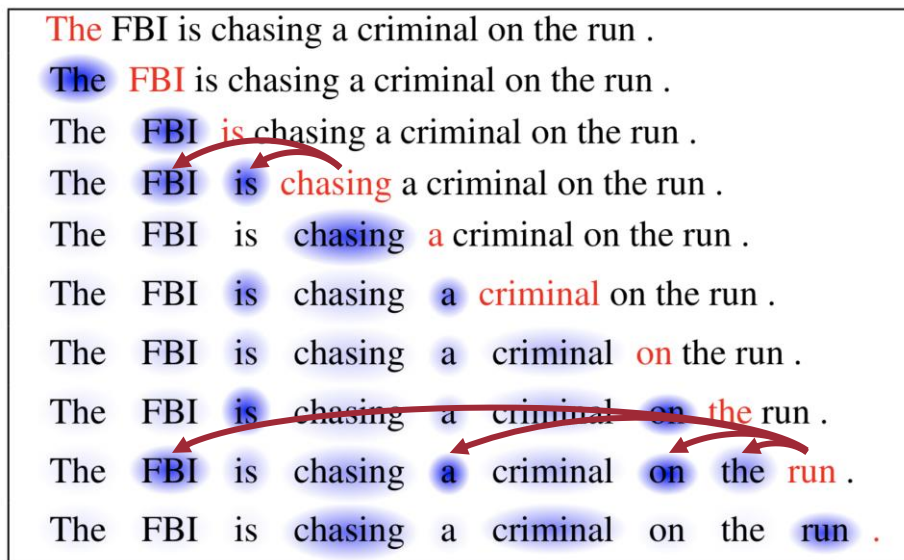 The FBI is chasing a criminal on the run .
The FBI is chasing a criminal on the run .
The FBI is chasing a criminal on the run .
The FBI is chasing a criminal on the run .
The FBI is chasing a criminal on the run .
The FBI is chasing a criminal on the run .
The FBI is chasing a criminal on the run .
The FBI is chasing a criminal on the run .
The FBI is chasing a criminal on the run .
The FBI is chasing a criminal on the run .